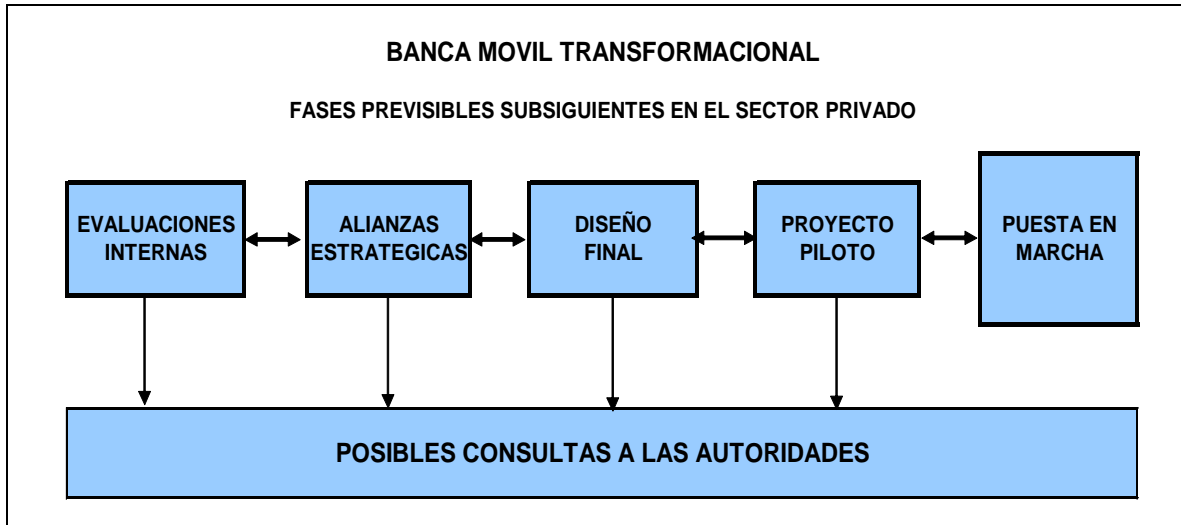 BANCA MOVIL TRANSFORMACIONAL
FASES PREVISIBLES SUBSIGUIENTES EN EL SECTOR PRIVADO
EVALUACIONES
INTERNAS
ALIANZAS
ESTRATEGICAS
DISEÑO
FINAL
PROYECTO
PILOTO
PUESTA EN
MARCHA
POSIBLES CONSULTAS A LAS AUTORIDADES